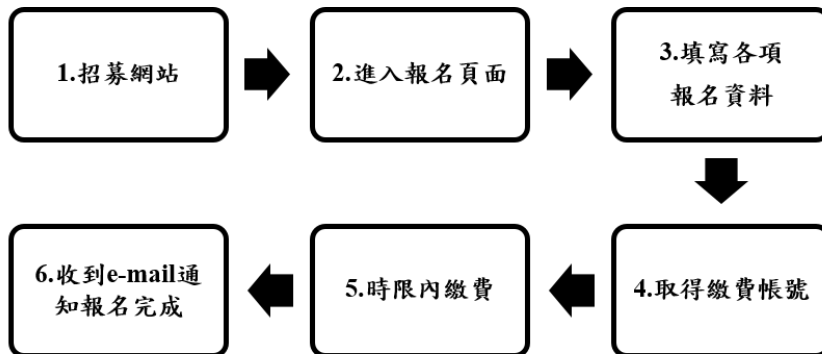 1.招募網站
2.進入報名頁面
3.填寫各項
報名資料
4.取得繳費帳號
5.時限內繳費
6.收到e-mail通
知報名完成